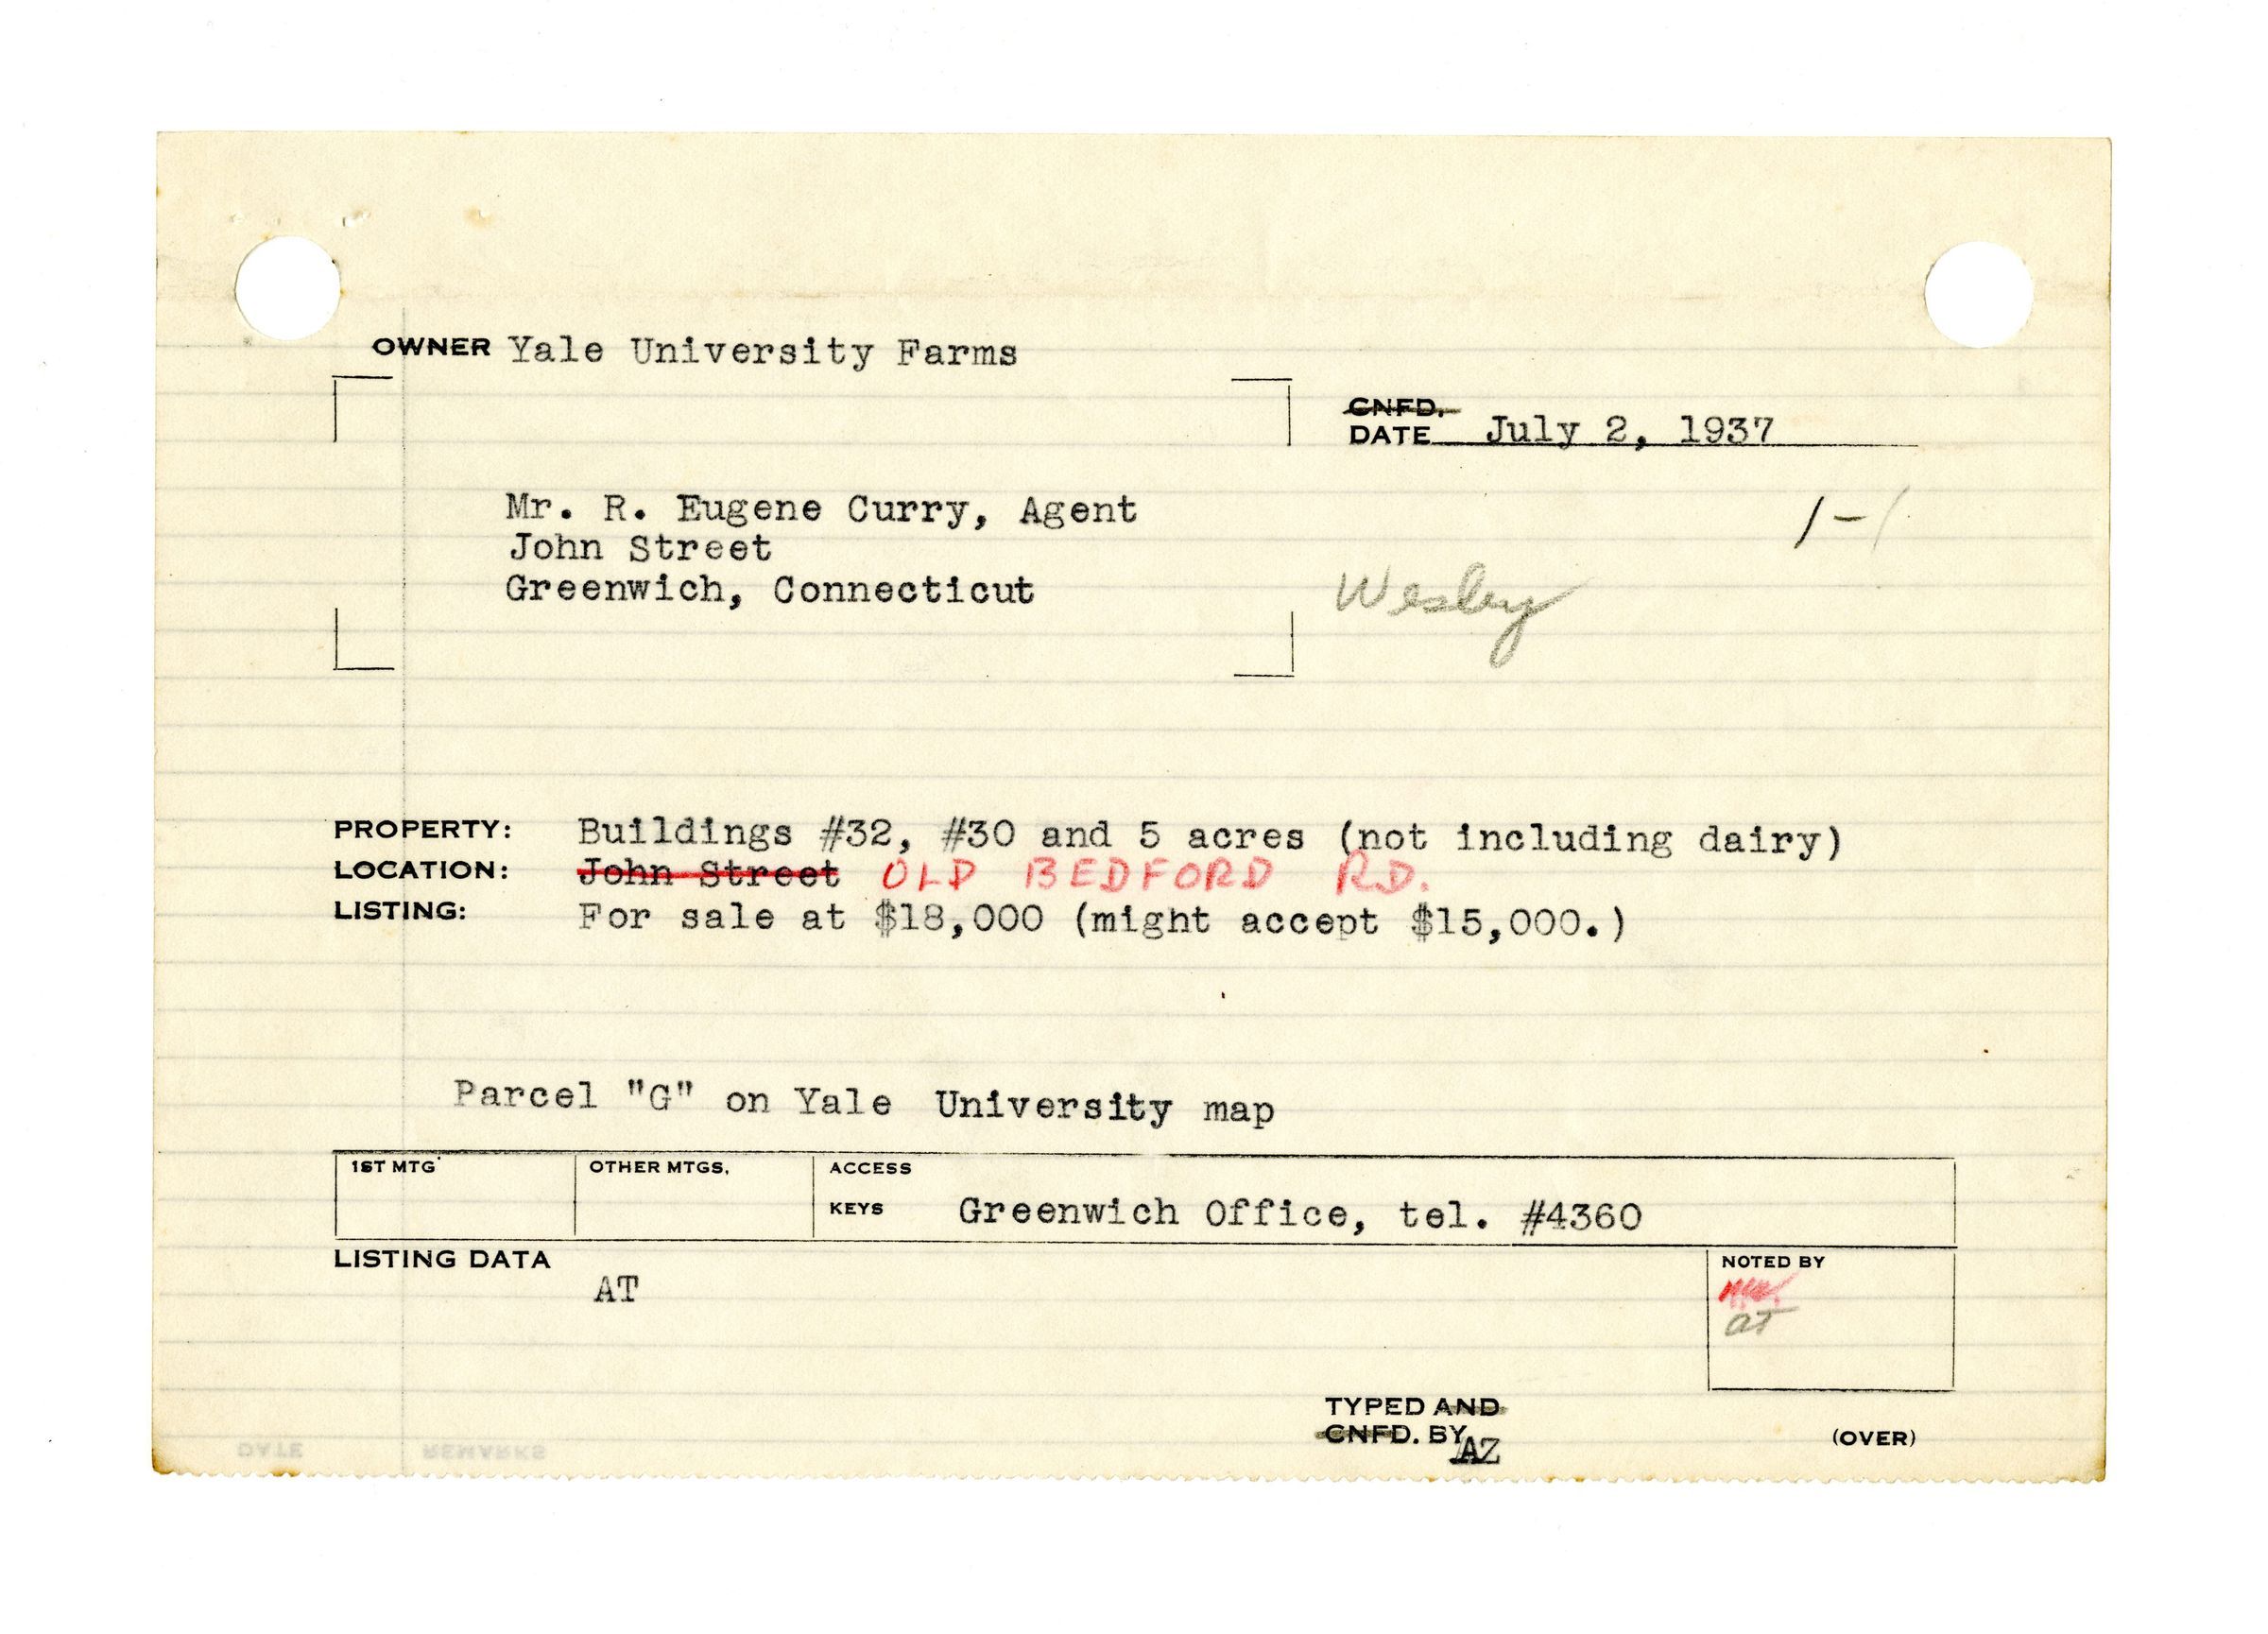 OWNER Yale University Farms
CNFD.
DATE July 2, 1937
Mr. R. Eugene Curry, Agent
John Street
Greenwich, Connecticut
1-1
Wesley
PROPERTY: Buildings #32, #30 and 5 acres (not including dairy)
LOCATION: John Street OLD BEDFORD RD.
LISTING: For sale at $18,000 (might accept $15,000.)
Parcel "G" on Yale University map
1ST MTG OTHER MTGS. ACCESS
KEYS Greenwich Office, tel. #4360
LISTING DATA
AT
NOTED BY
at
TYPED AND
CNFD. BY AZ
(OVER)
DATE REMARKS